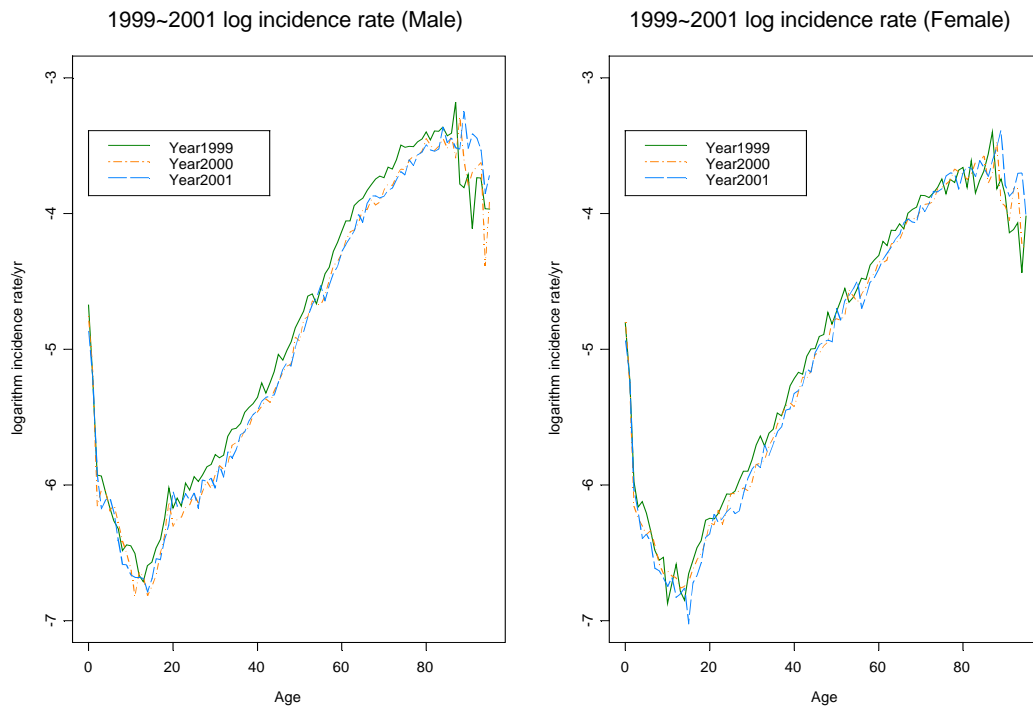 1999~2001 log incidence rate (Male)
logarithm incidence rate/yr
-3
-4
-5
-6
-7
Year1999
Year2000
Year2001
0
20
40
60
80
Age
1999~2001 log incidence rate (Female)
logarithm incidence rate/yr
-3
-4
-5
-6
-7
Year1999
Year2000
Year2001
0
20
40
60
80
Age